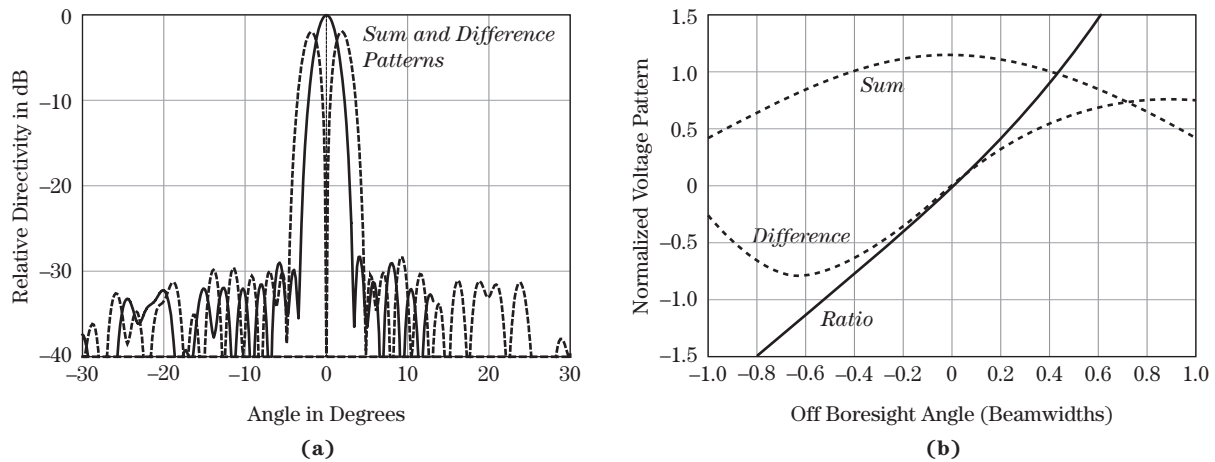 0
–10
–20
–30
–40
–30
–20
–10
0
10
20
30
Relative Directivity in dB
Angle in Degrees
Sum and Difference
Patterns
(a)
1.5
1.0
0.5
0
–0.5
–1.0
–1.5
–1.0
–0.8
–0.6
–0.4
–0.2
0
0.2
0.4
0.6
0.8
1.0
Normalized Voltage Pattern
Off Boresight Angle (Beamwidths)
Sum
Difference
Ratio
(b)